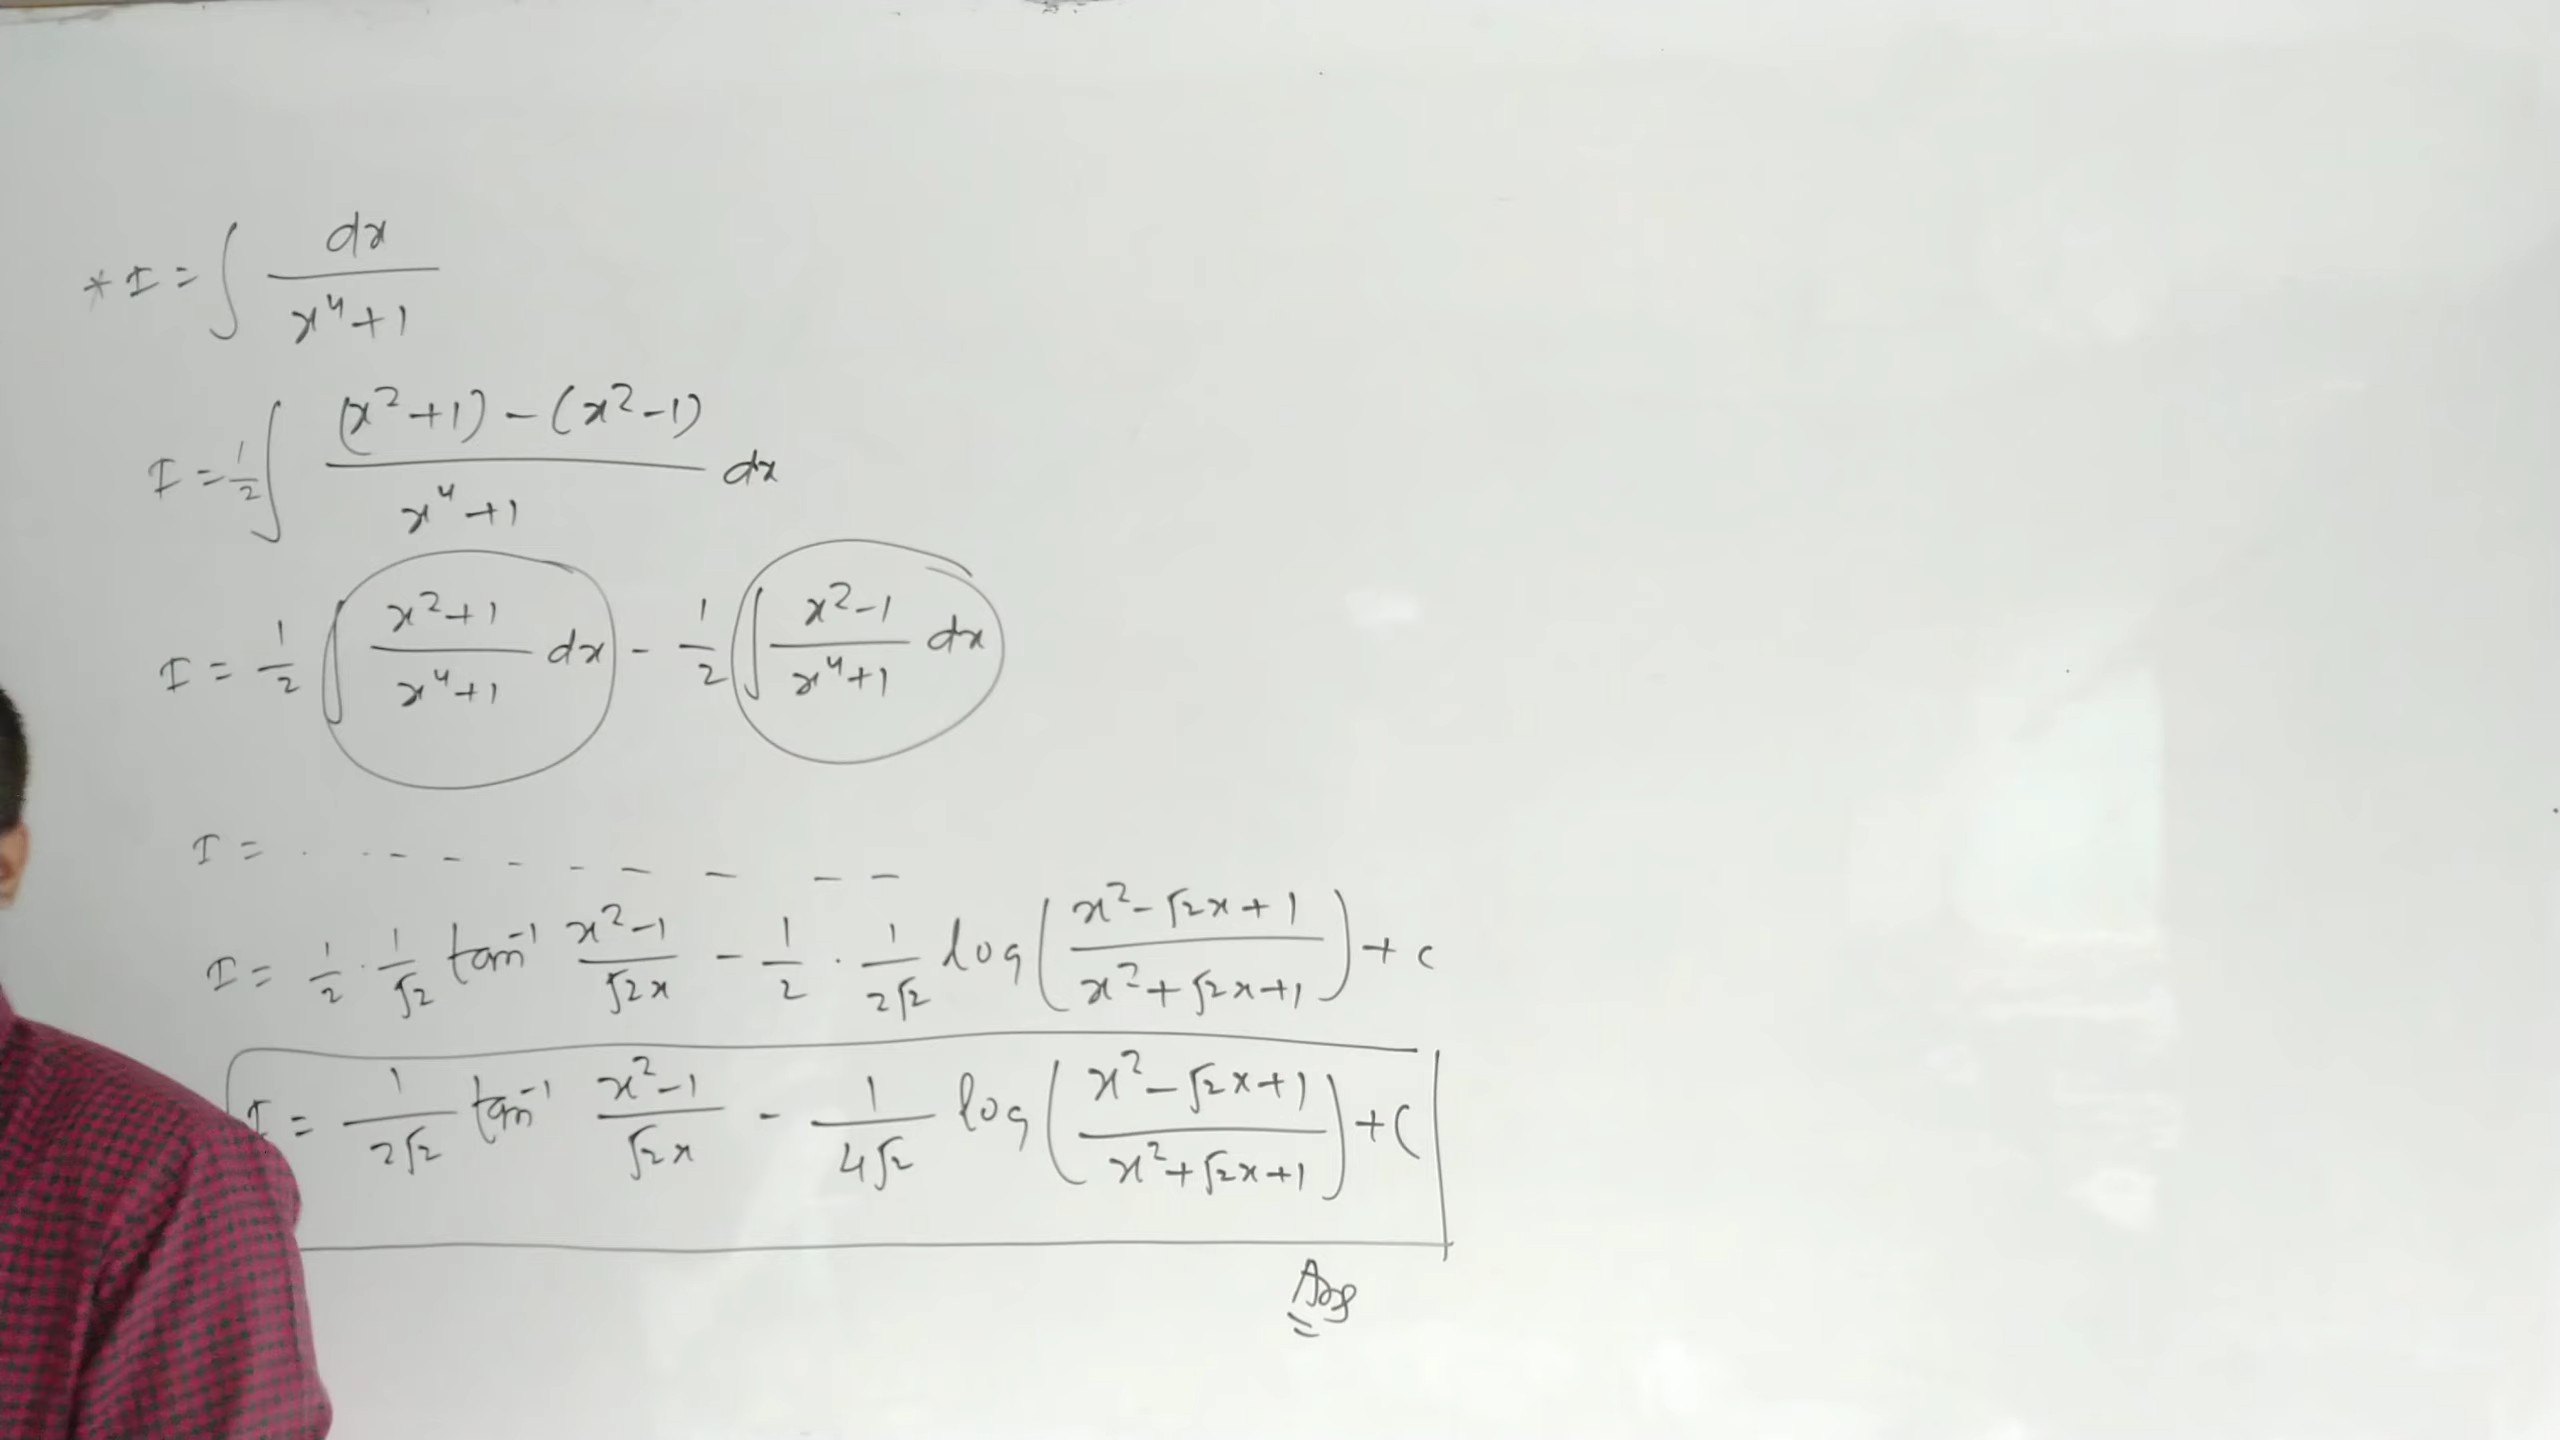 * I = ∫ dx / x⁴+1
I = 1/2 ∫ (x²+1) - (x²-1) / x⁴+1 dx
I = 1/2 ∫ x²+1 / x⁴+1 dx - 1/2 ∫ x²-1 / x⁴+1 dx
I = . - - - - - - - - -
I = 1/2 · 1/√2 tan⁻¹ x²-1 / √2x - 1/2 · 1/2√2 log( x²-√2x+1 / x²+√2x+1 ) + c
I = 1/2√2 tan⁻¹ x²-1 / √2x - 1/4√2 log( x²-√2x+1 / x²+√2x+1 ) + C
Ans